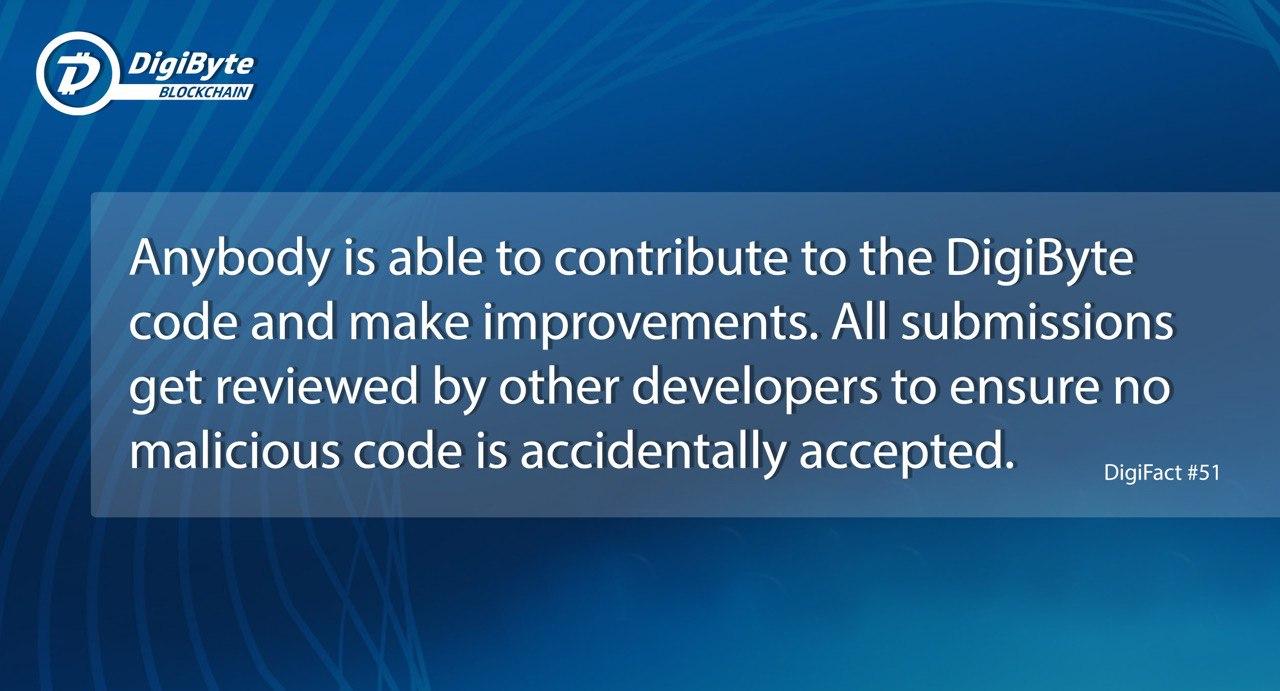 DigiByte
BLOCKCHAIN
Anybody is able to contribute to the DigiByte
code and make improvements. All submissions
get reviewed by other developers to ensure no
malicious code is accidentally accepted.
DigiFact #51